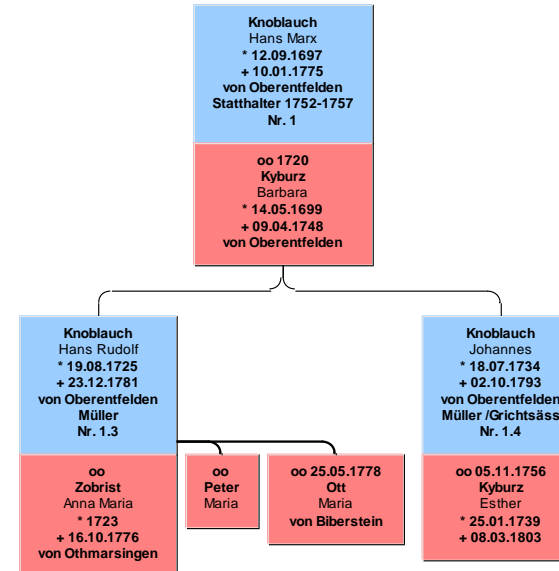 Knoblauch
Hans Marx
* 12.09.1697
+ 10.01.1775
von Oberentfelden
Statthalter 1752-1757
Nr. 1
oo 1720
Kyburz
Barbara
* 14.05.1699
+ 09.04.1748
von Oberentfelden
Knoblauch
Hans Rudolf
* 19.08.1725
+ 23.12.1781
von Oberentfelden
Müller
Nr. 1.3
oo
Zobrist
Anna Maria
* 1723
+ 16.10.1776
von Othmarsingen
oo
Peter
Maria
oo 25.05.1778
Ott
Maria
von Biberstein
Knoblauch
Johannes
* 18.07.1734
+ 02.10.1793
von Oberentfelden
Müller /Grichtsäss
Nr. 1.4
oo 05.11.1756
Kyburz
Esther
* 25.01.1739
+ 08.03.1803